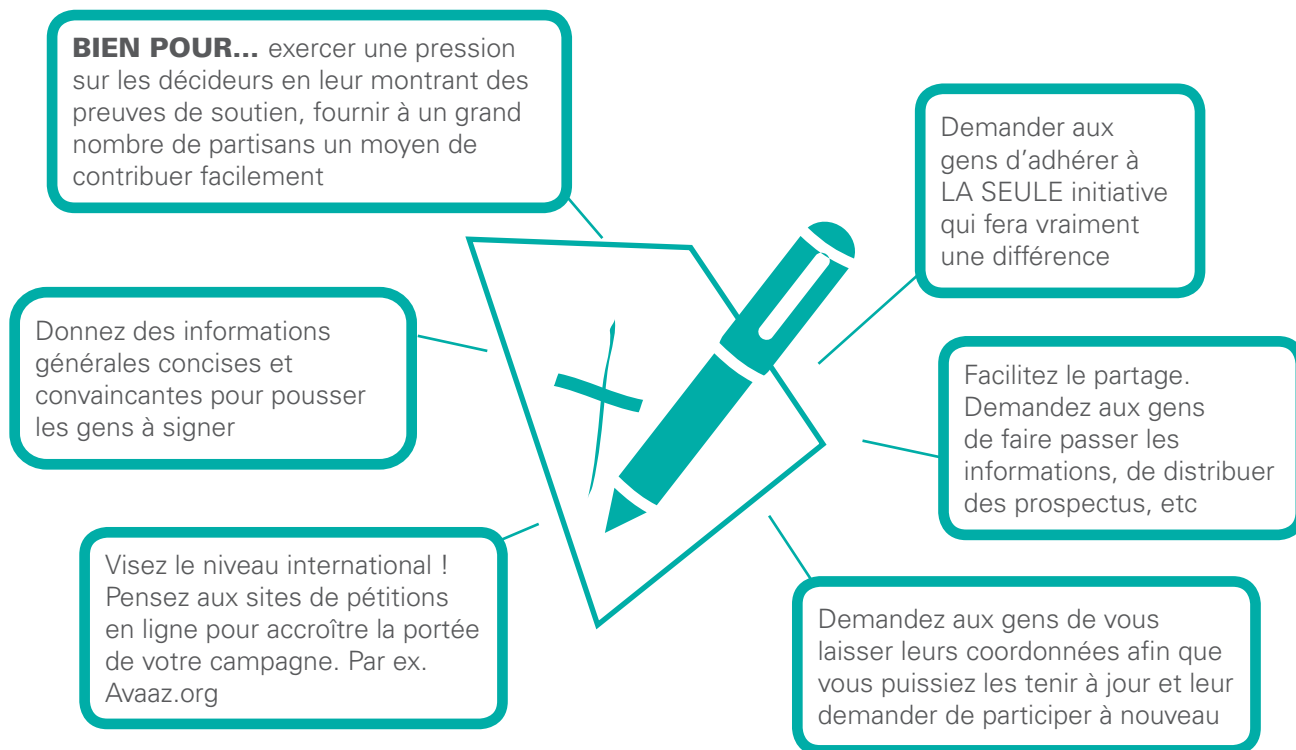 BIEN POUR... exercer une pression
sur les décideurs en leur montrant des
preuves de soutien, fournir à un grand
nombre de partisans un moyen de
contribuer facilement
Demander aux
gens d'adhérer à
LA SEULE initiative
qui fera vraiment
une différence
Donnez des informations
générales concises et
convaincantes pour pousser
les gens à signer
Facilitez le partage.
Demandez aux gens
de faire passer les
informations, de distribuer
des prospectus, etc
Visez le niveau international !
Pensez aux sites de pétitions
en ligne pour accroître la portée
de votre campagne. Par ex.
Avaaz.org
Demandez aux gens de vous
laisser leurs coordonnées afin que
vous puissiez les tenir à jour et leur
demander de participer à nouveau